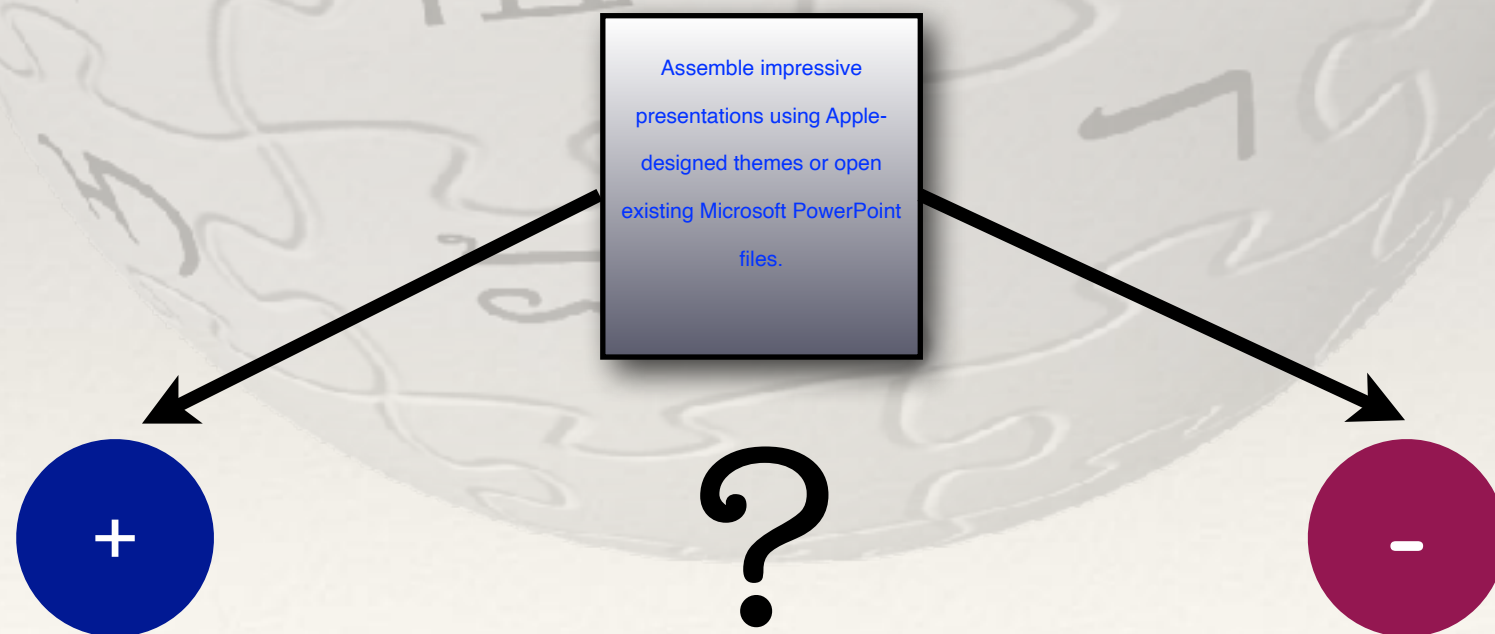 Assemble impressive
presentations using Apple-
designed themes or open
existing Microsoft PowerPoint
files.
+
?
-